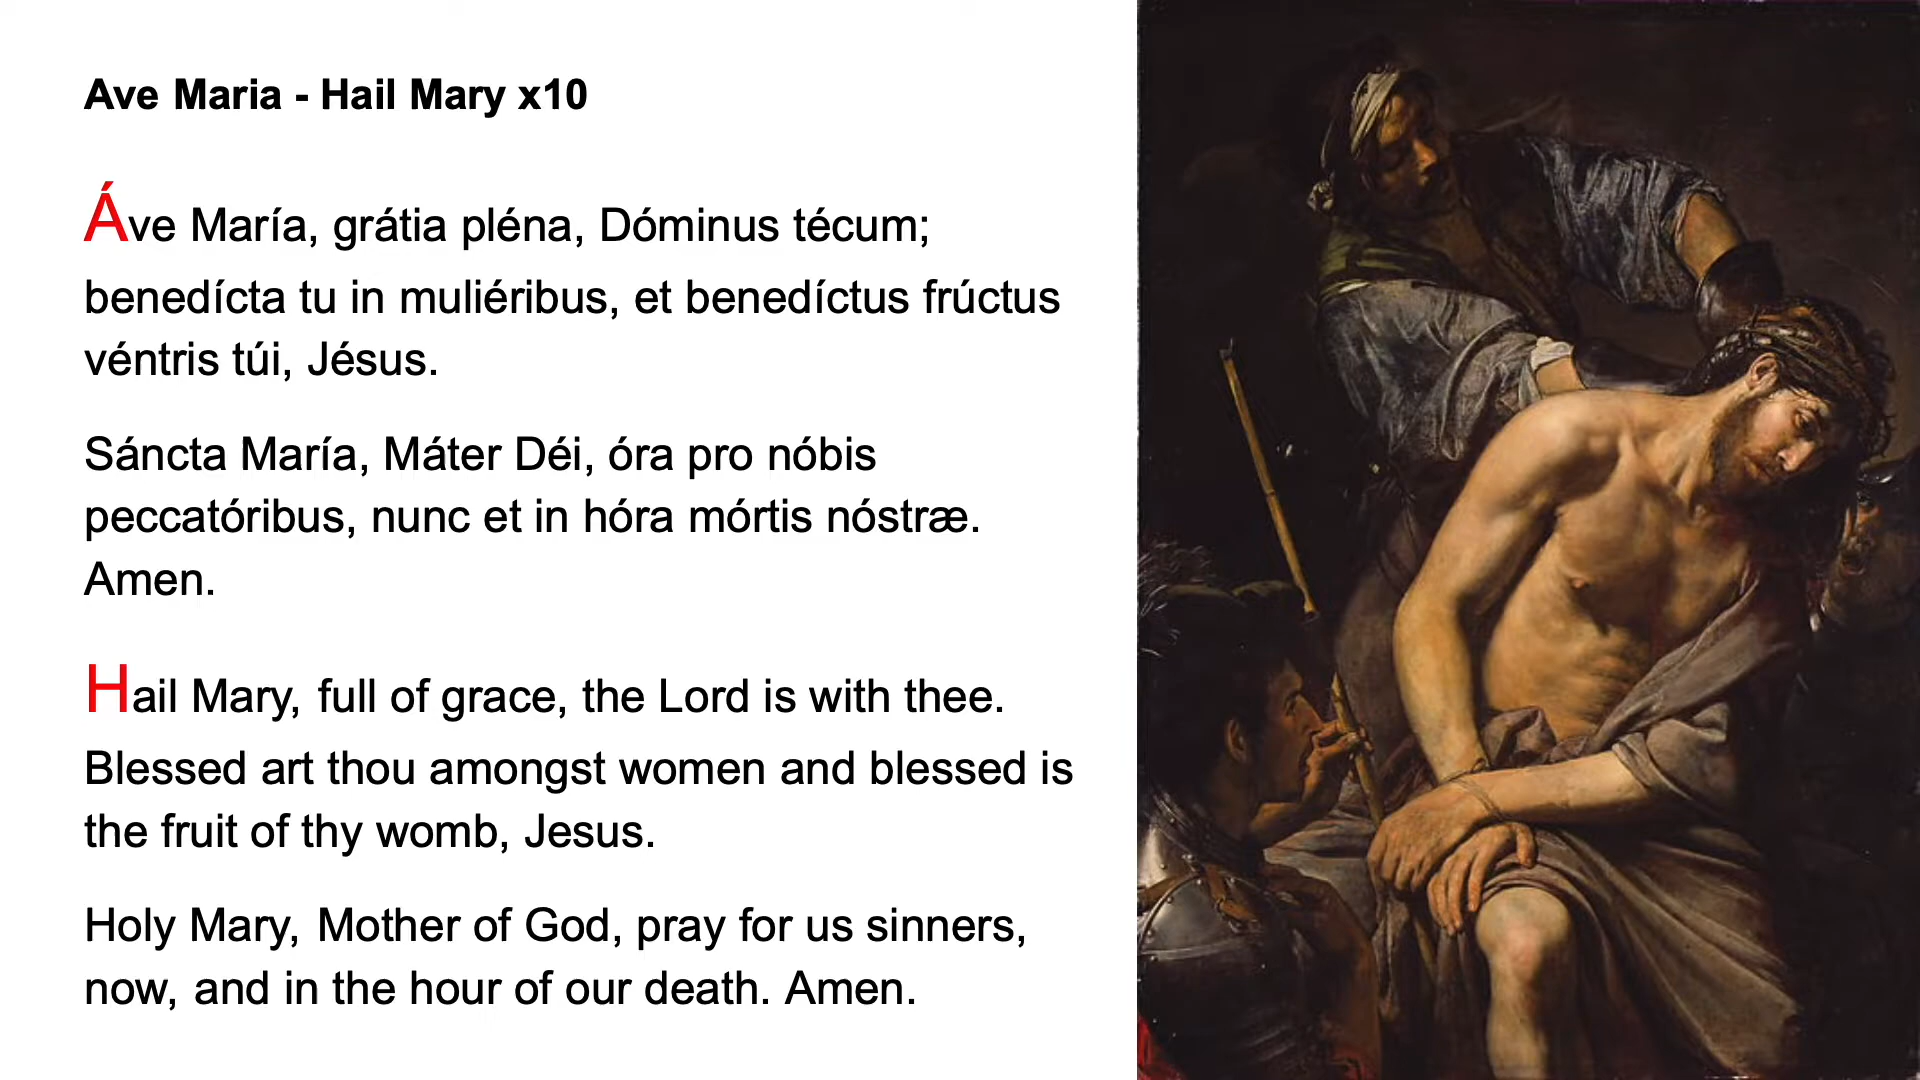 Ave Maria - Hail Mary x10
Áve María, grátia pléna, Dóminus técum;
benedícta tu in muliéribus, et benedíctus frúctus
véntris túi, Jésus.
Sáncta María, Máter Déi, óra pro nóbis
peccatóribus, nunc et in hóra mórtis nóstræ.
Amen.
Hail Mary, full of grace, the Lord is with thee.
Blessed art thou amongst women and blessed is
the fruit of thy womb, Jesus.
Holy Mary, Mother of God, pray for us sinners,
now, and in the hour of our death. Amen.